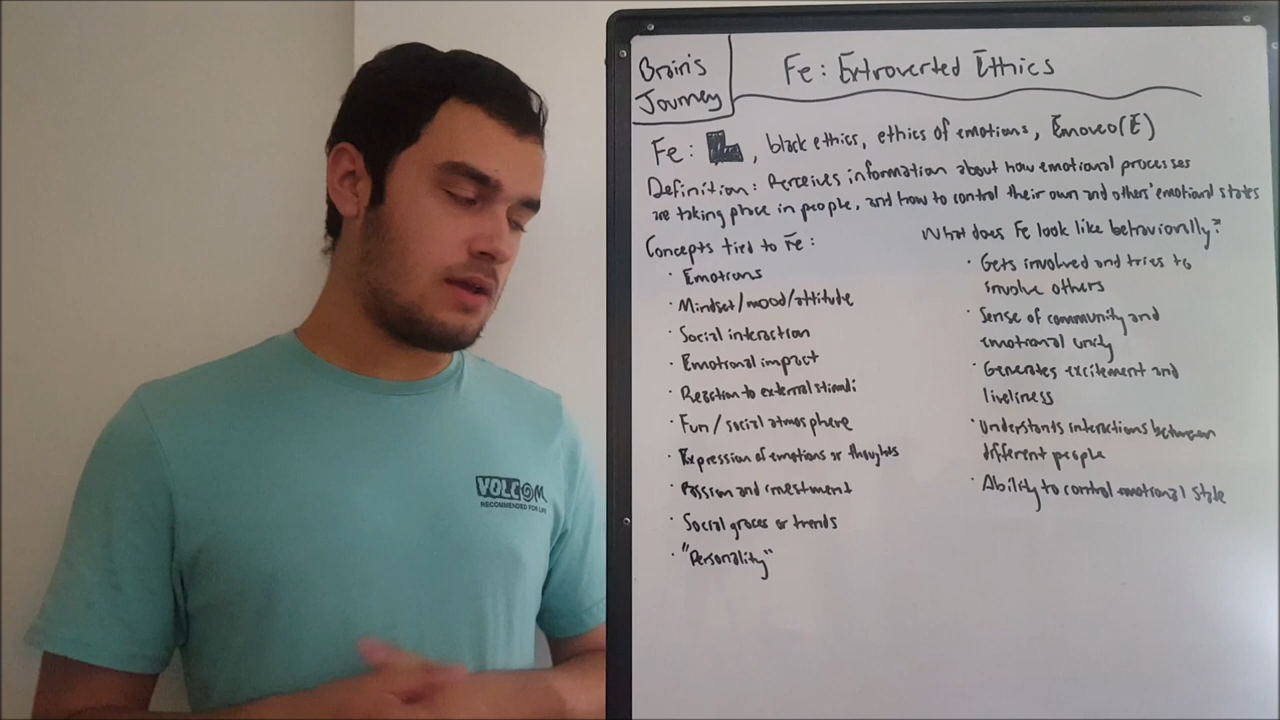 Brain's
Journey
Fe: Extroverted Ethics
Fe: , black ethics, ethics of emotions, Emoveo(E)
Definition: Perceives information about how emotional processes
are taking place in people, and how to control their own and others' emotional states
Concepts tied to Fe:
· Emotions
· Mindset/mood/attitude
· Social interaction
· Emotional impact
· Reaction to external stimuli
· Fun/social atmosphere
· Expression of emotions or thoughts
· Passion and investment
· Social graces or trends
· "Personality"
What does Fe look like behaviorally?
· Gets involved and tries to
involve others
· Sense of community and
emotional unity
· Generates excitement and
liveliness
· Understands interactions between
different people
· Ability to control emotional state
VOLCOM
RECOMMENDED FOR LIFE